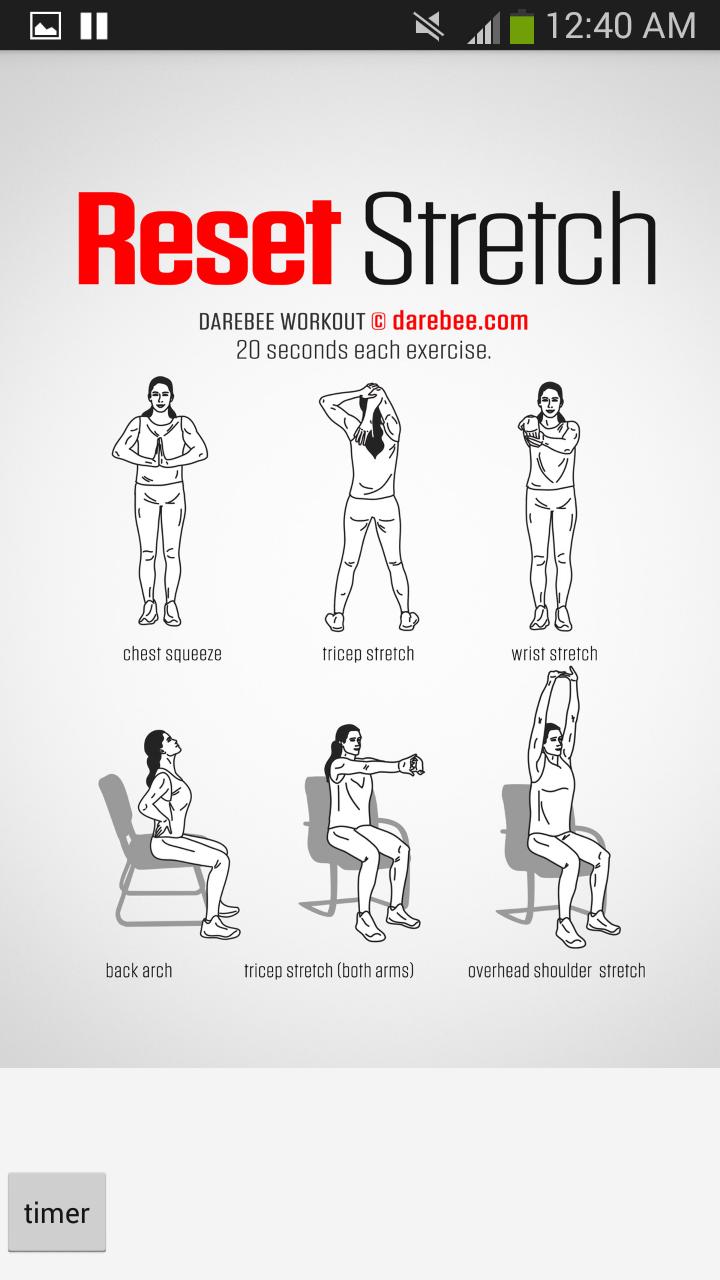 12:40 AM
Reset Stretch
DAREBEE WORKOUT © darebee.com
20 seconds each exercise.
chest squeeze
tricep stretch
wrist stretch
back arch
tricep stretch (both arms)
overhead shoulder stretch
timer